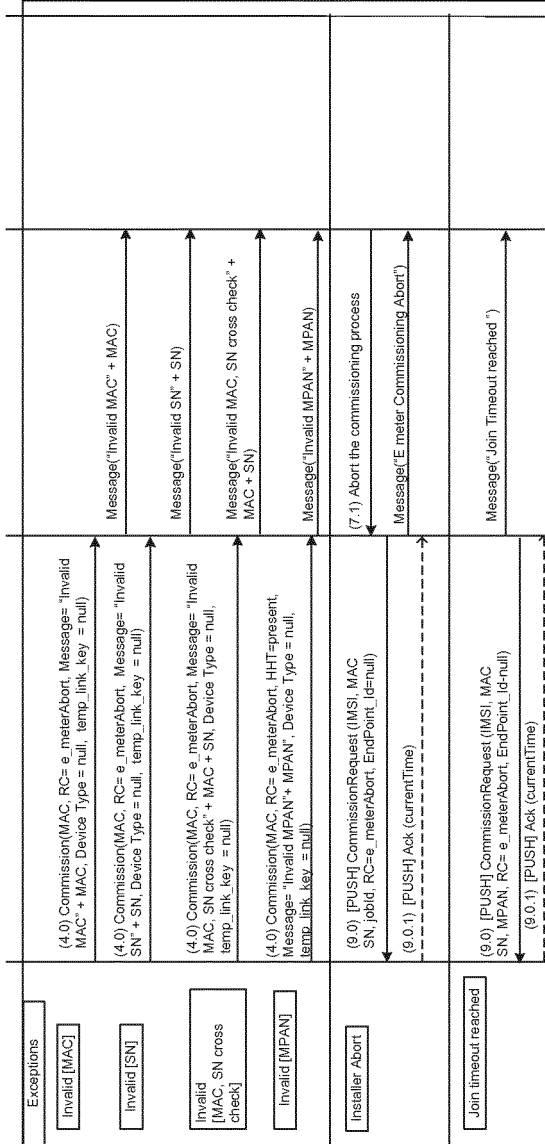 Exceptions
Invalid [MAC]
(4.0) Commission(MAC, RC= e_meterAbort, Message= "Invalid
MAC" + MAC, Device Type = null, temp_link_key = null)
Message("Invalid MAC" + MAC)
Invalid [SN]
(4.0) Commission(MAC, RC= e_meterAbort, Message= "Invalid
SN" + SN, Device Type = null, temp_link_key = null)
Message("Invalid SN" + SN)
Invalid
[MAC, SN cross
check]
(4.0) Commission(MAC, RC= e_meterAbort, Message= "Invalid
MAC, SN cross check" + MAC + SN, Device Type = null,
temp_link_key = null)
Message("Invalid MAC, SN cross check" +
MAC + SN)
Invalid [MPAN]
(4.0) Commission(MAC, RC= e_meterAbort, HHT=present,
Message= "Invalid MPAN"+ MPAN", Device Type = null,
temp_link_key = null)
Message("Invalid MPAN" + MPAN)
Installer Abort
(7.1) Abort the commissioning process
(9.0) [PUSH] CommissionRequest (IMSI, MAC
SN, jobId, RC=e_meterAbort, EndPoint_Id=null)
Message("E meter Commissioning Abort")
(9.0.1) [PUSH] Ack (currentTime)
Join timeout reached
(9.0) [PUSH] CommissionRequest (IMSI, MAC
SN, MPAN, RC= e_meterAbort, EndPoint_Id-null)
Message("Join Timeout reached ")
(9.0.1) [PUSH] Ack (currentTime)